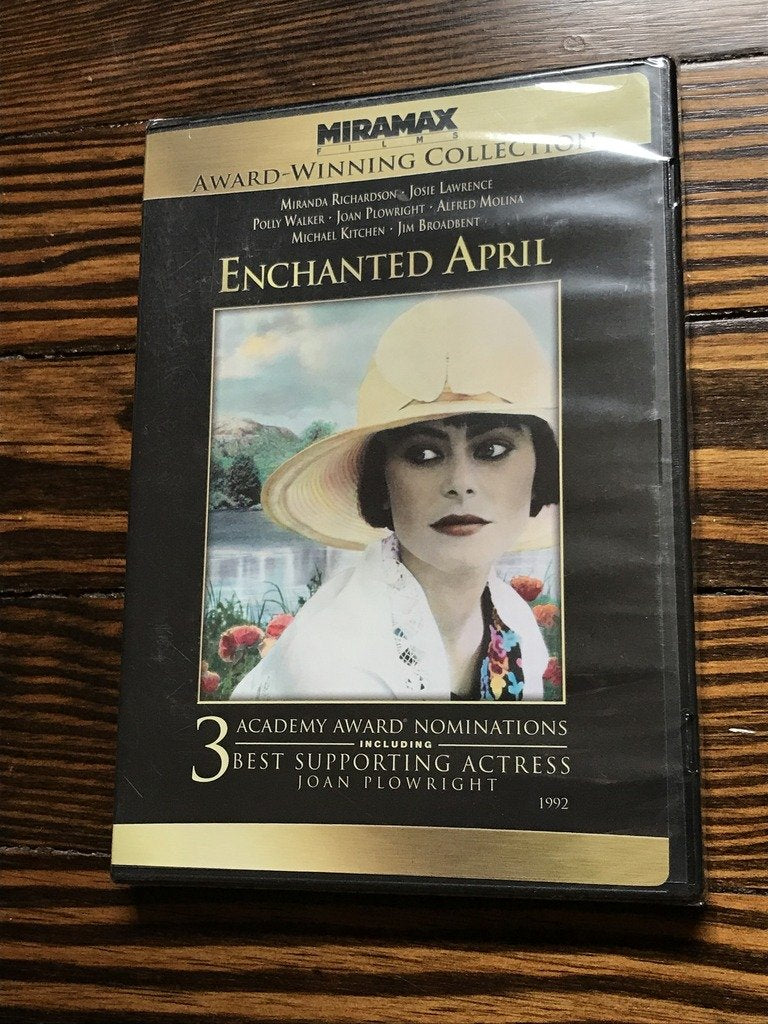 MIRAMAX
FILMS
AWARD-WINNING COLLECTION
MIRANDA RICHARDSON · JOSIE LAWRENCE
POLLY WALKER · JOAN PLOWRIGHT · ALFRED MOLINA
MICHAEL KITCHEN · JIM BROADBENT
ENCHANTED APRIL
3 ACADEMY AWARD® NOMINATIONS
INCLUDING
BEST SUPPORTING ACTRESS
JOAN PLOWRIGHT
1992